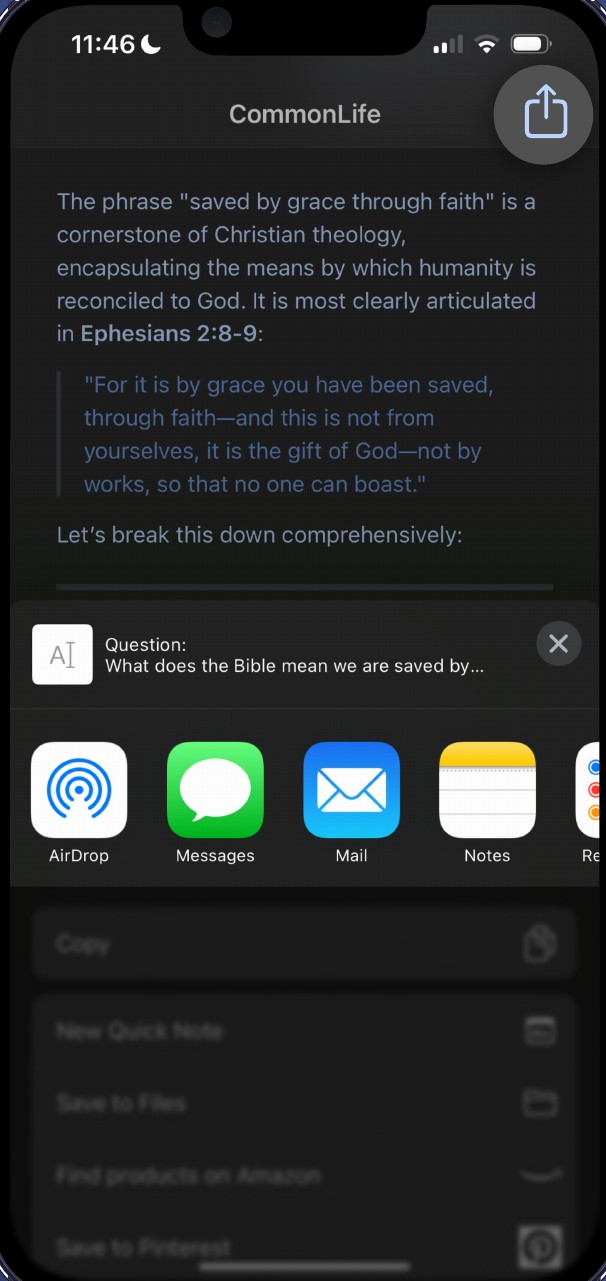 11:46
CommonLife
The phrase "saved by grace through faith" is a
cornerstone of Christian theology,
encapsulating the means by which humanity is
reconciled to God. It is most clearly articulated
in Ephesians 2:8-9:
"For it is by grace you have been saved,
through faith—and this is not from
yourselves, it is the gift of God—not by
works, so that no one can boast."
Let’s break this down comprehensively:
A
Question:
What does the Bible mean we are saved by...
AirDrop
Messages
Mail
Notes
Re
Copy
New Quick Note
Save to Files
Find products on Amazon
Save to Pinterest